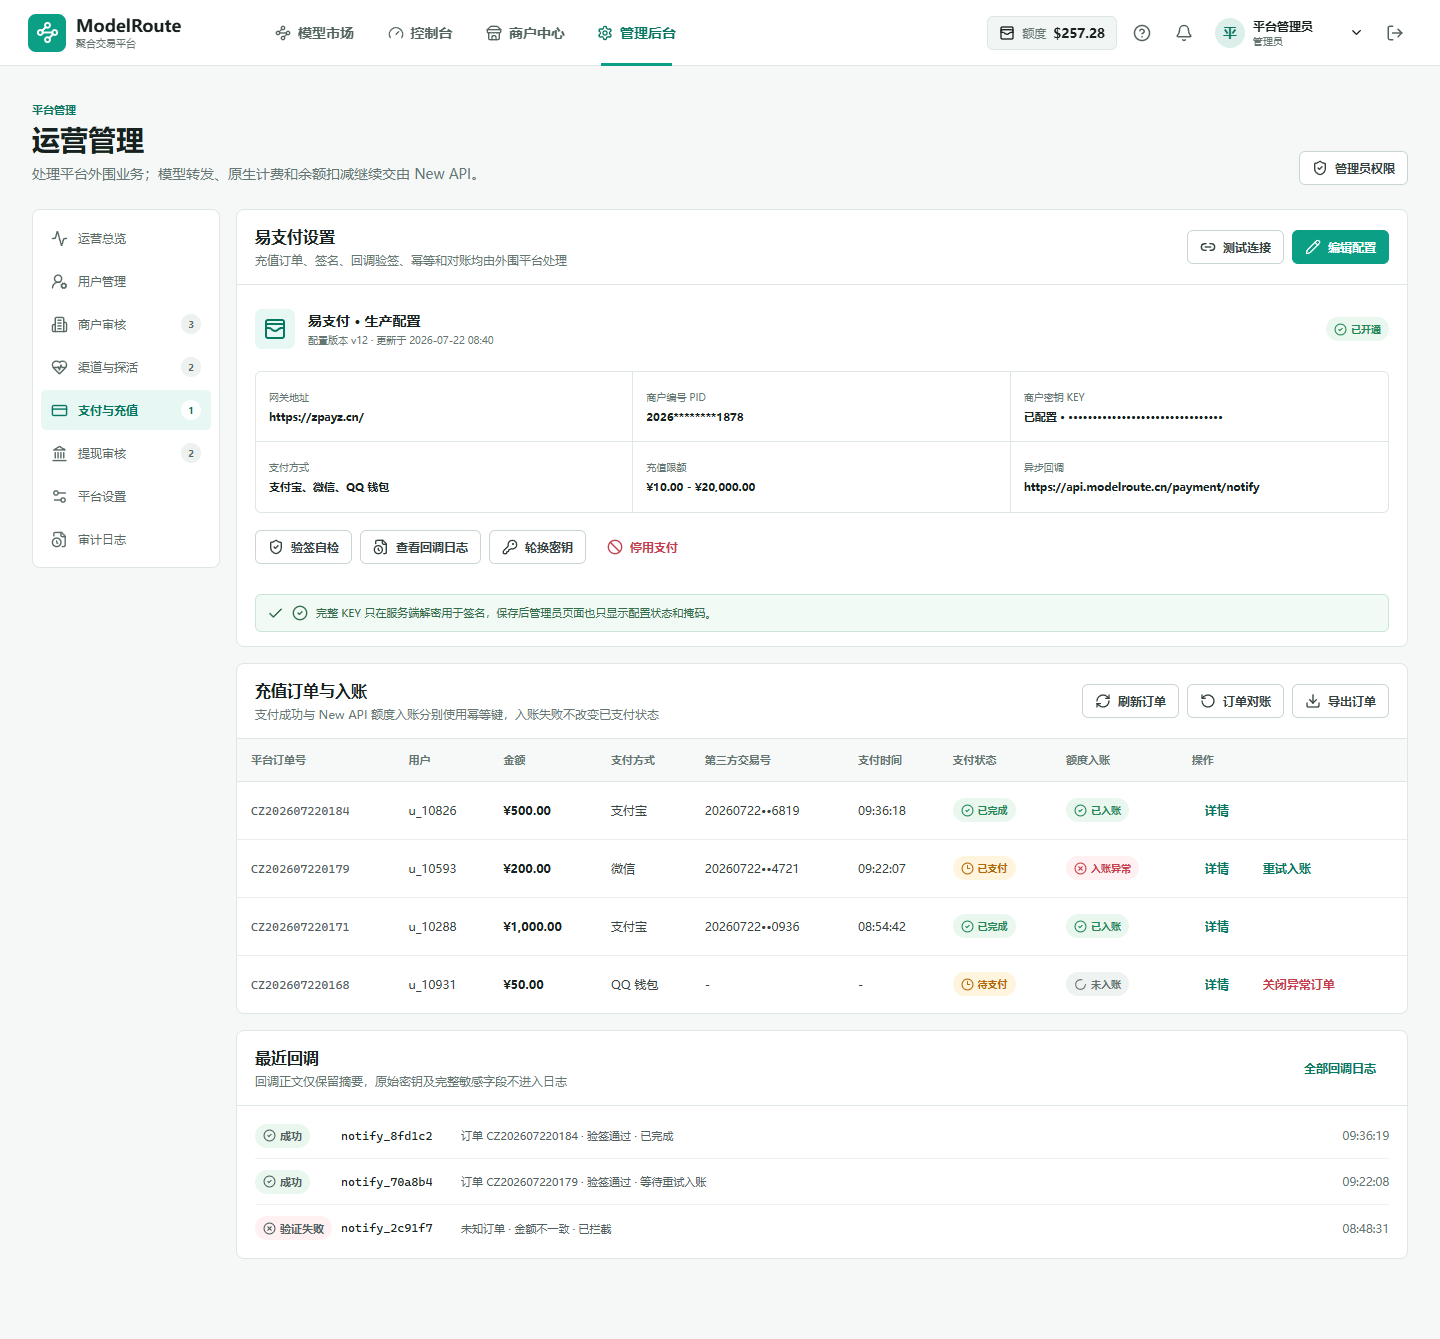 ModelRoute
聚合交易平台
模型市场
控制台
商户中心
管理后台
额度 $257.28
平
平台管理员
管理员
平台管理
运营管理
处理平台外围业务；模型转发、原生计费和余额扣减继续交由 New API。
管理员权限
运营总览
用户管理
商户审核 3
渠道与探活 2
支付与充值 1
提现审核 2
平台设置
审计日志
易支付设置
充值订单、签名、回调验签、幂等和对账均由外围平台处理
测试连接
编辑配置
易支付 • 生产配置
配置版本 v12 · 更新于 2026-07-22 08:40
已开通
网关地址
https://zpayz.cn/
商户编号 PID
2026********1878
商户密钥 KEY
已配置 • ••••••••••••••••••••••••••••••••
支付方式
支付宝、微信、QQ 钱包
充值限额
¥10.00 - ¥20,000.00
异步回调
https://api.modelroute.cn/payment/notify
验签自检
查看回调日志
轮换密钥
停用支付
完整 KEY 只在服务端解密用于签名，保存后管理员页面也只显示配置状态和掩码。
充值订单与入账
支付成功与 New API 额度入账分别使用幂等键，入账失败不改变已支付状态
刷新订单
订单对账
导出订单
平台订单号 用户 金额 支付方式 第三方交易号 支付时间 支付状态 额度入账 操作
CZ202607220184 u_10826 ¥500.00 支付宝 20260722••6819 09:36:18 已完成 已入账 详情
CZ202607220179 u_10593 ¥200.00 微信 20260722••4721 09:22:07 已支付 入账异常 详情 重试入账
CZ202607220171 u_10288 ¥1,000.00 支付宝 20260722••0936 08:54:42 已完成 已入账 详情
CZ202607220168 u_10931 ¥50.00 QQ 钱包 - - 待支付 未入账 详情 关闭异常订单
最近回调
回调正文仅保留摘要，原始密钥及完整敏感字段不进入日志
全部回调日志
成功 notify_8fd1c2 订单 CZ202607220184 · 验签通过 · 已完成 09:36:19
成功 notify_70a8b4 订单 CZ202607220179 · 验签通过 · 等待重试入账 09:22:08
验证失败 notify_2c91f7 未知订单 · 金额不一致 · 已拦截 08:48:31